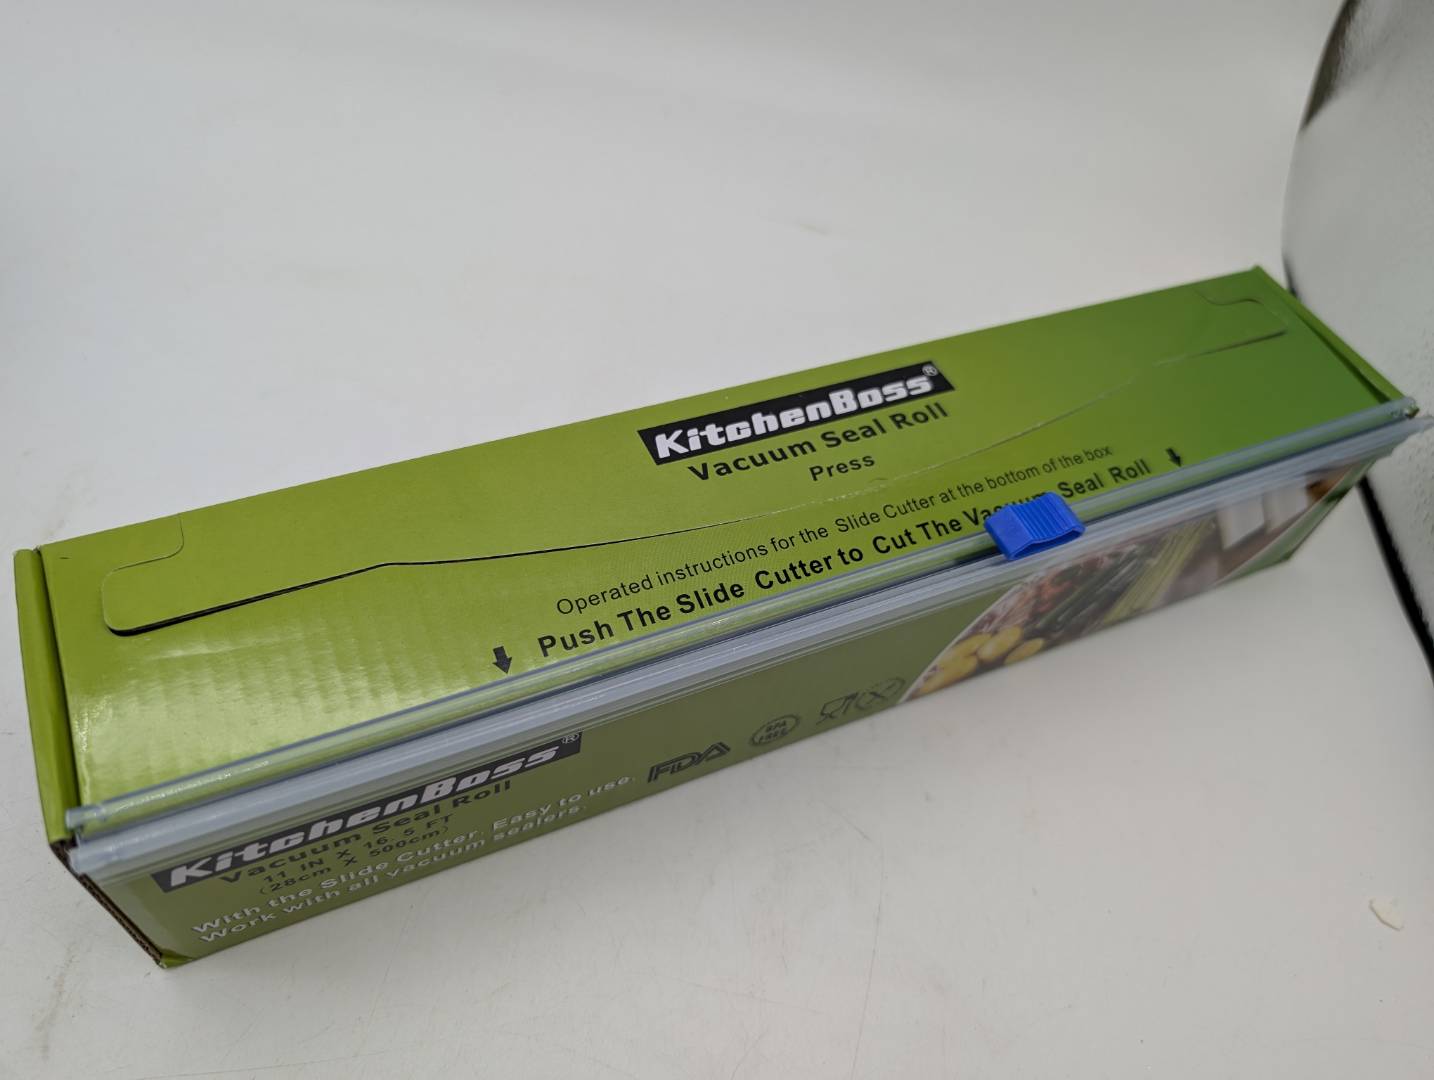 KitchenBoss®
Vacuum Seal Roll
Press
Operated instructions for the Slide Cutter at the bottom of the box
Push The Slide Cutter to Cut The Vacuum Seal Roll
KitchenBoss®
Vacuum Seal Roll
11 IN X 16.5 FT
(28cm X 500cm)
With the Slide Cutter, Easy to use.
Work with all vacuum sealers.
FDA
BPA
FREE